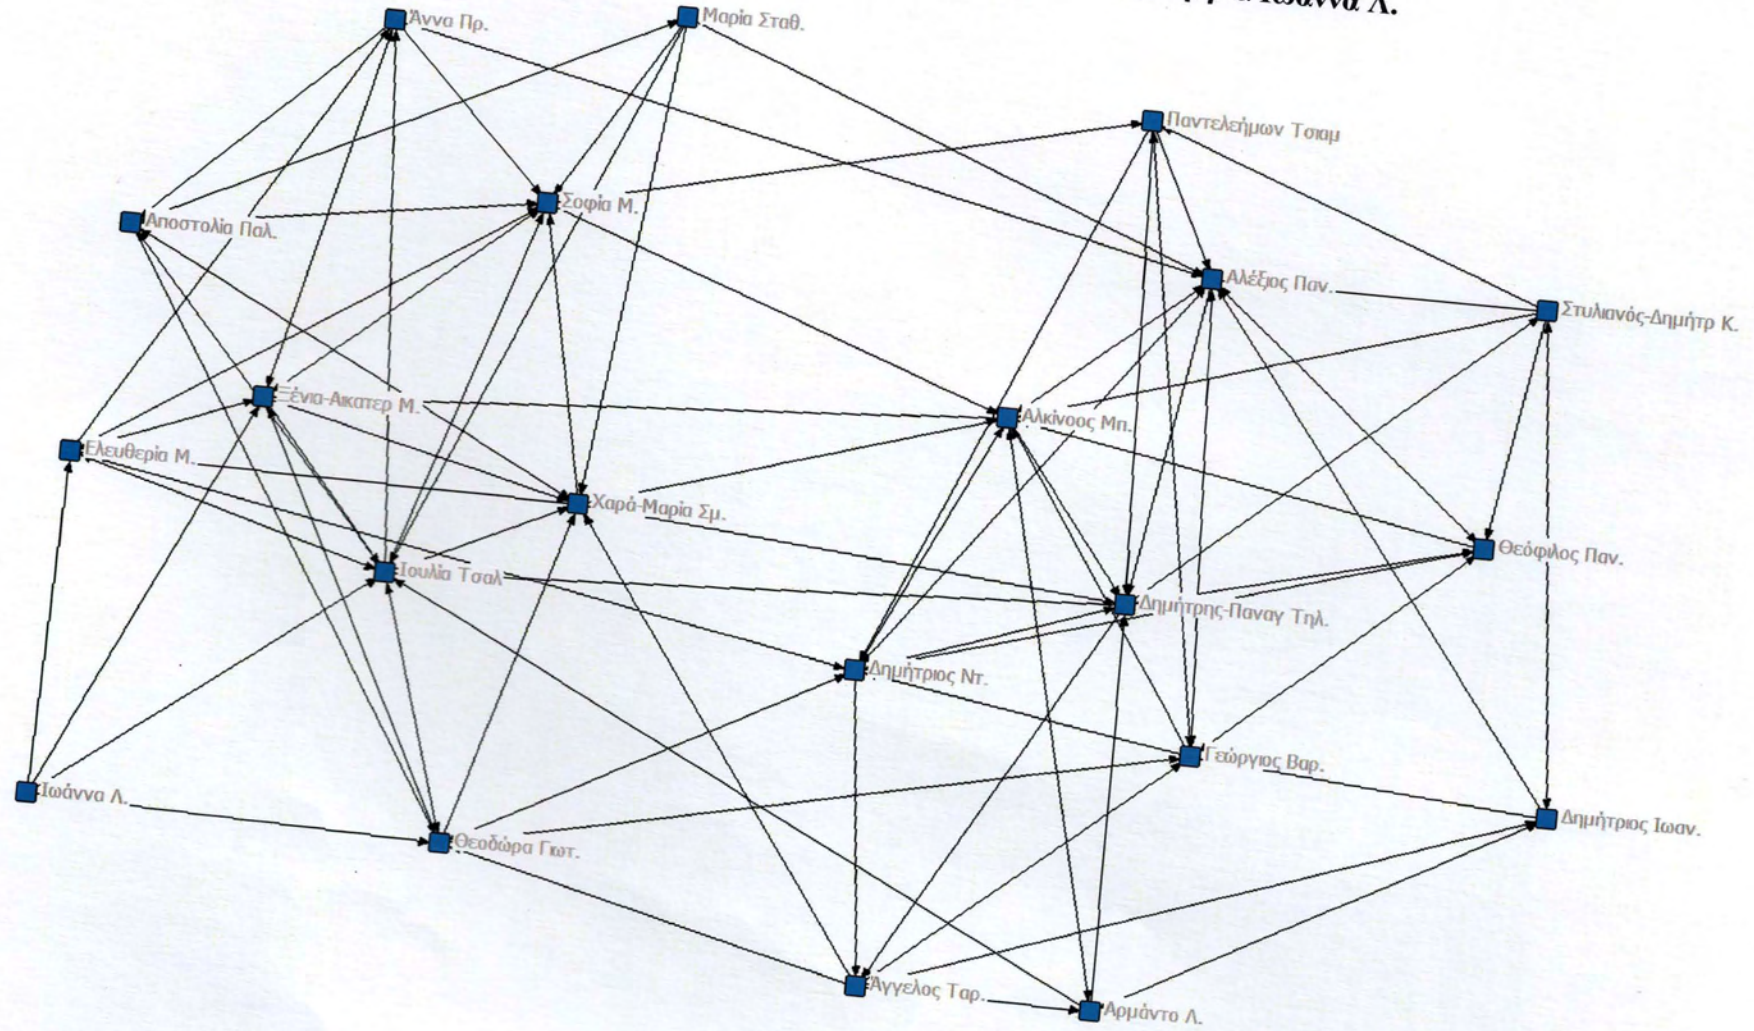 Ιωάννα Λ.
Άννα Πρ.
Μαρία Σταθ.
Παντελεήμων Τσιαμ
Σοφία Μ.
Αποστολία Παλ.
Αλέξιος Παν.
Στυλιανός-Δημήτρ Κ.
Ξένια-Αικατερ Μ.
Αλκίνοος Μπ.
Ελευθερία Μ.
Χαρά-Μαρία Σμ.
Θεόφιλος Παν.
Ιουλία Τσαλ
Δημήτρης-Παναγ Τηλ.
Δημήτριος Ντ.
Γεώργιος Βαρ.
Ιωάννα Λ.
Δημήτριος Ιωαν.
Θεοδώρα Γιωτ.
Άγγελος Ταρ.
Αρμάντο Λ.